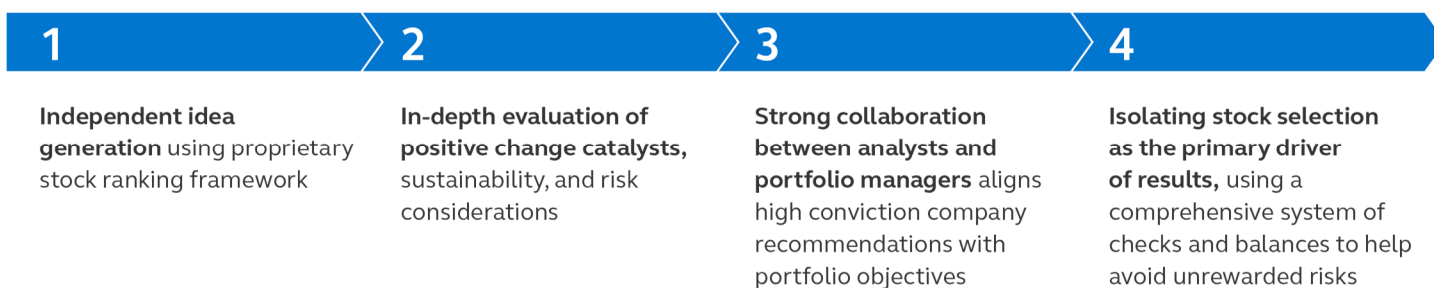 1
Independent idea
generation using proprietary
stock ranking framework
2
In-depth evaluation of
positive change catalysts,
sustainability, and risk
considerations
3
Strong collaboration
between analysts and
portfolio managers aligns
high conviction company
recommendations with
portfolio objectives
4
Isolating stock selection
as the primary driver
of results, using a
comprehensive system of
checks and balances to help
avoid unrewarded risks